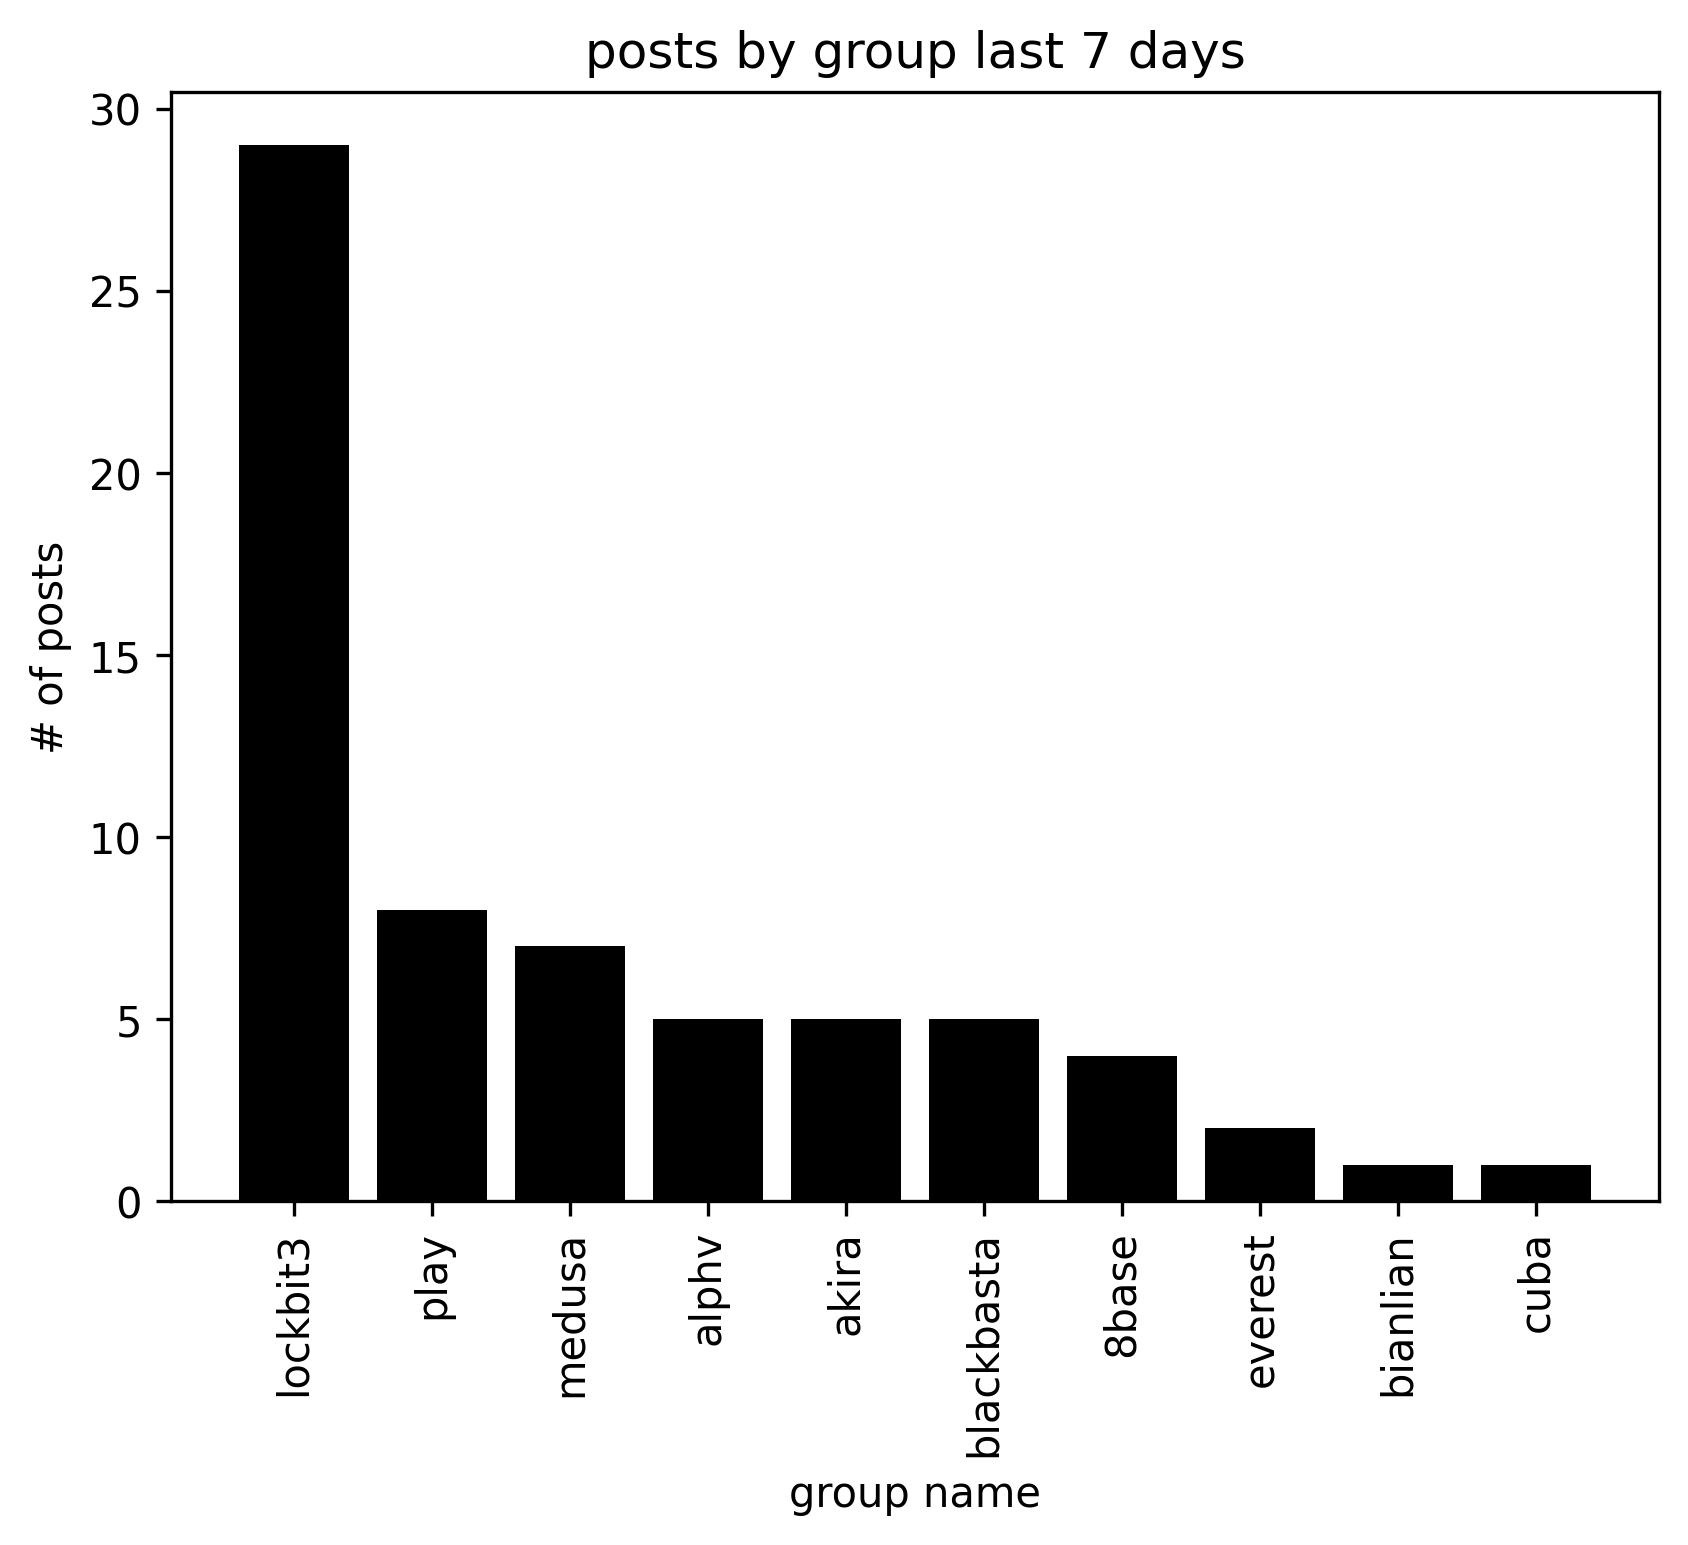 posts by group last 7 days
# of posts
30
25
20
15
10
5
0
lockbit3
play
medusa
alphv
akira
blackbasta
8base
everest
bianlian
cuba
group name